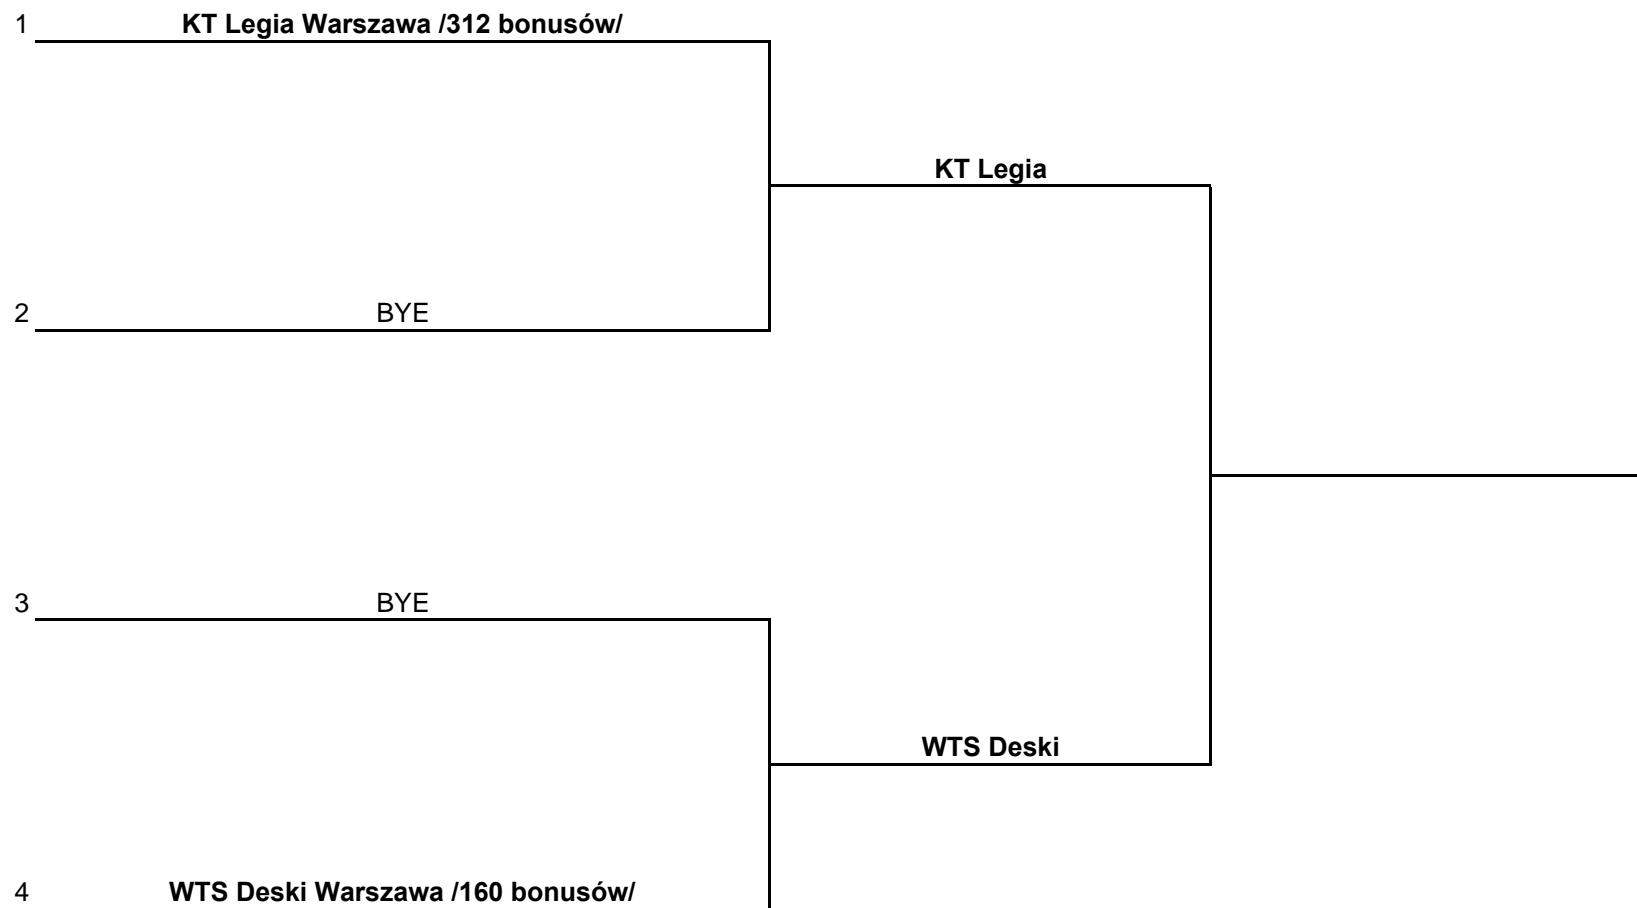 1 KT Legia Warszawa /312 bonusów/
KT Legia
2 BYE
3 BYE
WTS Deski
4 WTS Deski Warszawa /160 bonusów/